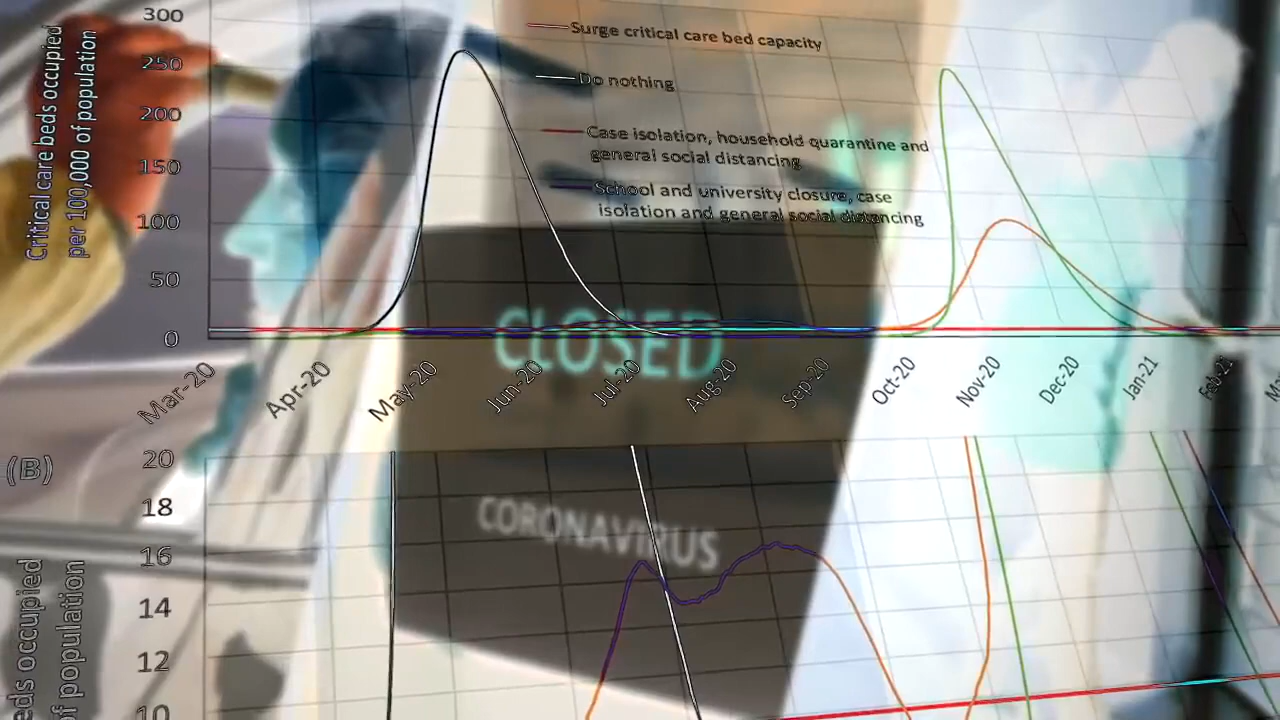 300
250
200
150
100
50
0
Critical care beds occupied
per 100,000 of population
Surge critical care bed capacity
Do nothing
Case isolation, household quarantine and
general social distancing
School and university closure, case
isolation and general social distancing
CLOSED
Mar-20 Apr-20 May-20 Jun-20 Jul-20 Aug-20 Sep-20 Oct-20 Nov-20 Dec-20 Jan-21 Feb-21
(B)
20
18
16
14
12
10
eds occupied
of population
CORONAVIRUS